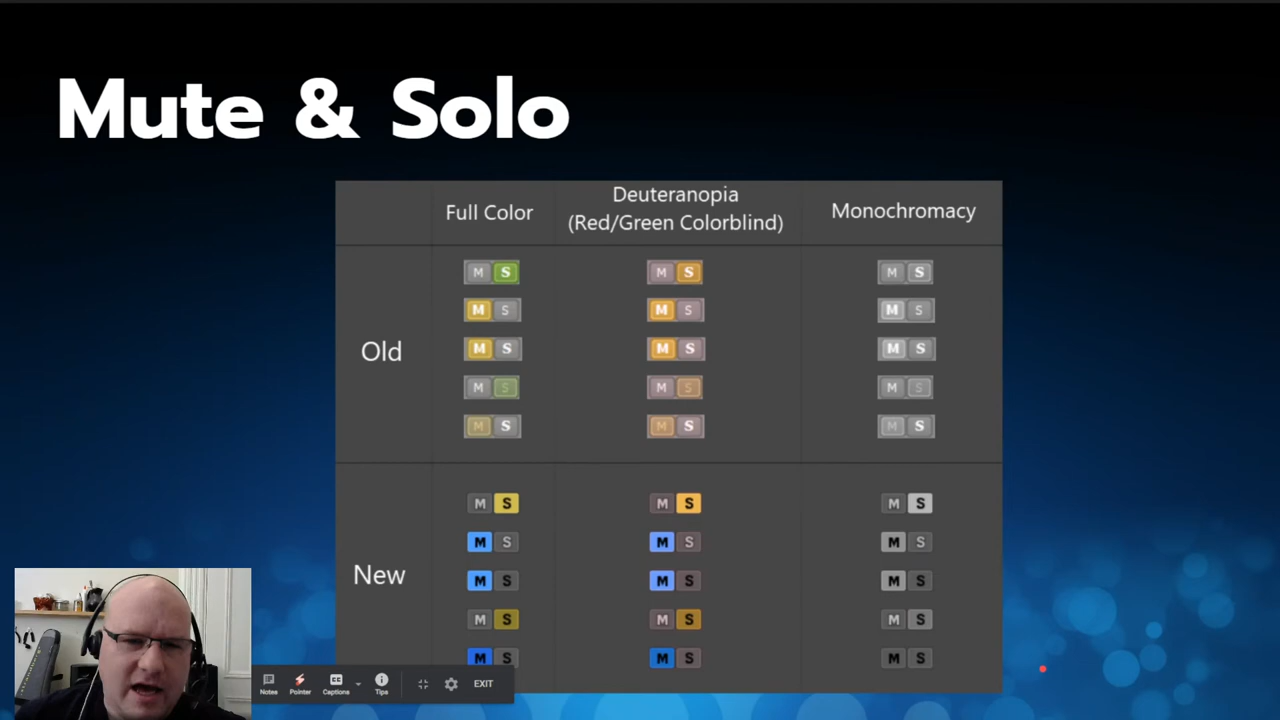 Mute & Solo
Full Color
Deuteranopia
(Red/Green Colorblind)
Monochromacy
Old
M S M S M S
M S M S M S
M S M S M S
M S M S M S
M S M S M S
New
M S M S M S
M S M S M S
M S M S M S
M S M S M S
M S M S M S
Notes Pointer Captions Tips EXIT